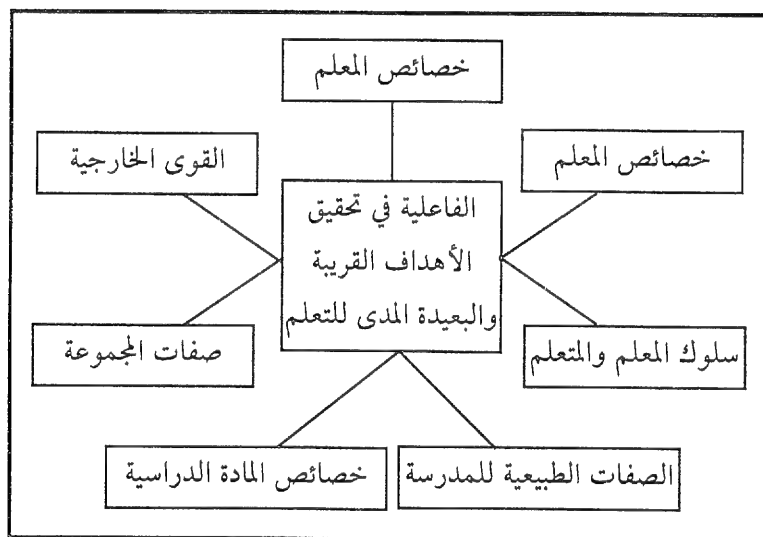 خصائص المعلم
خصائص المعلم
القوى الخارجية
الفاعلية في تحقيق
الأهداف القريبة
والبعيدة المدى للتعلم
سلوك المعلم والمتعلم
صفات المجموعة
الصفات الطبيعية للمدرسة
خصائص المادة الدراسية